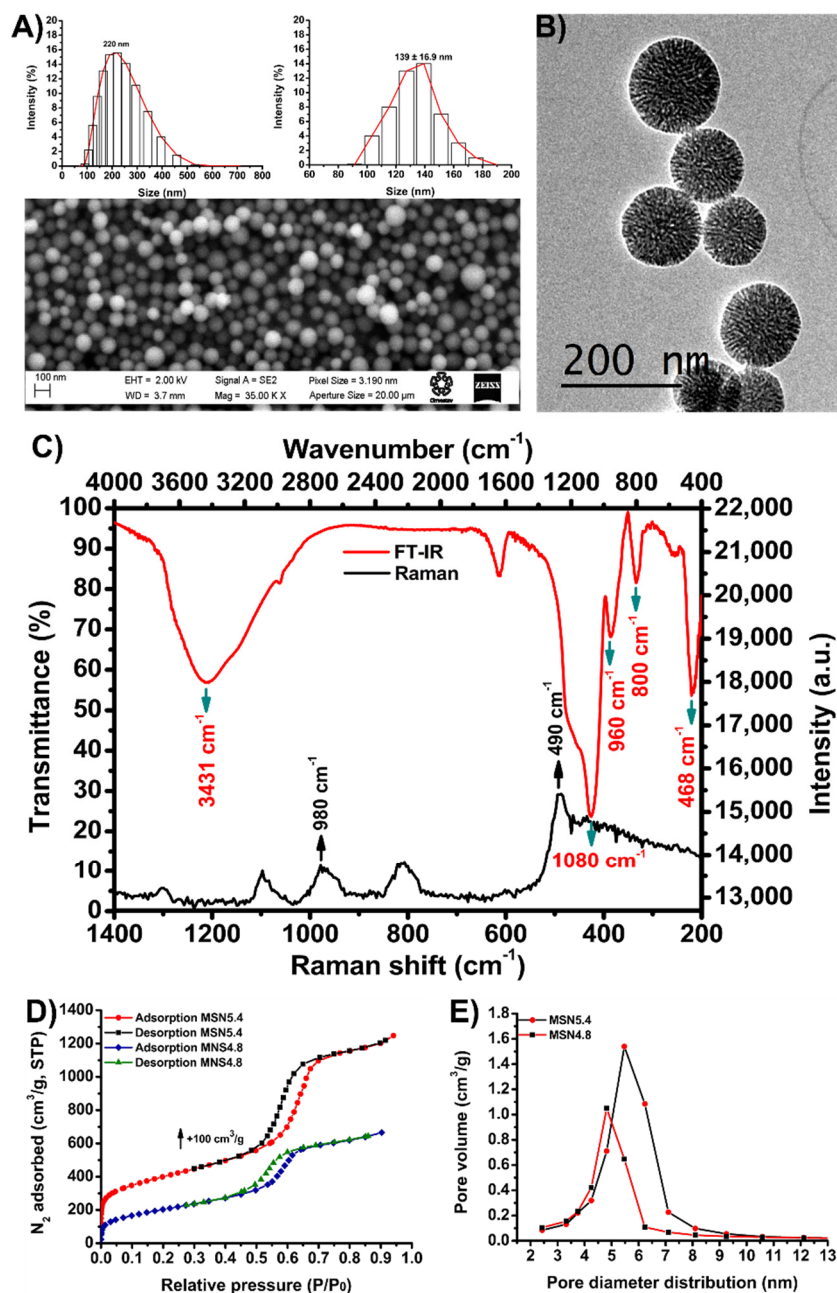 A)
220 nm
Intensity (%)
20
18
16
14
12
10
8
6
4
2
0
0 100 200 300 400 500 600 700 800
Size (nm)
139 ± 16.9 nm
Intensity (%)
20
18
16
14
12
10
8
6
4
2
0
60 80 100 120 140 160 180 200
Size (nm)
100 nm
EHT = 2.00 kV
WD = 3.7 mm
Signal A = SE2
Mag = 35.00 K X
Pixel Size = 3.190 nm
Aperture Size = 20.00 µm
Cinvestav
ZEISS
B)
200 nm
C)
Wavenumber (cm⁻¹)
4000 3600 3200 2800 2400 2000 1600 1200 800 400
Transmittance (%)
100
90
80
70
60
50
40
30
20
10
0
FT-IR
Raman
3431 cm⁻¹
980 cm⁻¹
490 cm⁻¹
1080 cm⁻¹
960 cm⁻¹
800 cm⁻¹
468 cm⁻¹
22,000
21,000
20,000
19,000
18,000
17,000
16,000
15,000
14,000
13,000
Intensity (a.u.)
1400 1200 1000 800 600 400 200
Raman shift (cm⁻¹)
D)
N₂ adsorbed (cm³/g, STP)
1400
1200
1000
800
600
400
200
0
Adsorption MSN5.4
Desorption MSN5.4
Adsorption MNS4.8
Desorption MNS4.8
+100 cm³/g
0.0 0.1 0.2 0.3 0.4 0.5 0.6 0.7 0.8 0.9 1.0
Relative pressure (P/P₀)
E)
Pore volume (cm³/g)
1.8
1.6
1.4
1.2
1.0
0.8
0.6
0.4
0.2
0.0
MSN5.4
MSN4.8
2 3 4 5 6 7 8 9 10 11 12 13
Pore diameter distribution (nm)